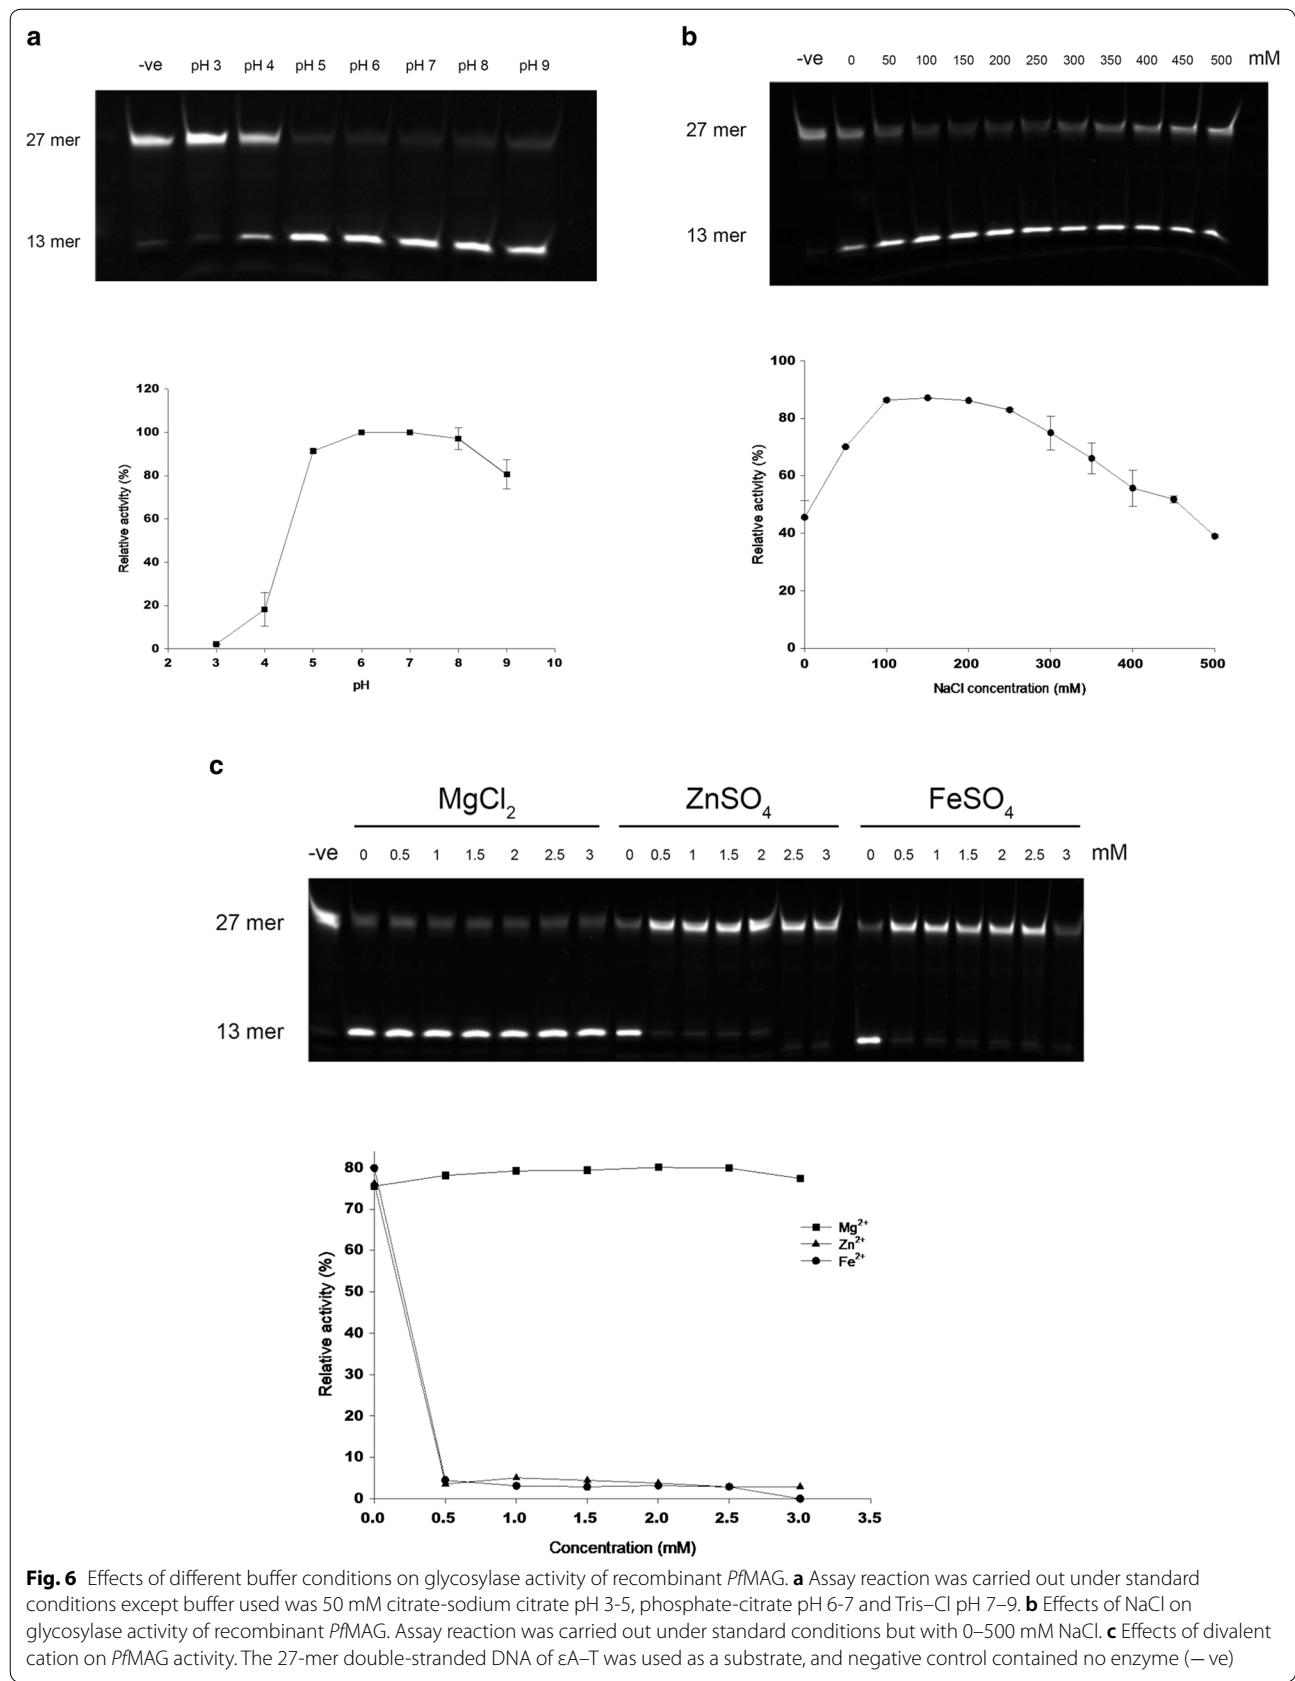 a
-ve pH 3 pH 4 pH 5 pH 6 pH 7 pH 8 pH 9
27 mer
13 mer
120
100
80
60
40
20
0
Relative activity (%)
2 3 4 5 6 7 8 9 10
pH
b
-ve 0 50 100 150 200 250 300 350 400 450 500 mM
27 mer
13 mer
100
80
60
40
20
0
Relative activity (%)
0 100 200 300 400 500
NaCl concentration (mM)
c
MgCl2 ZnSO4 FeSO4
-ve 0 0.5 1 1.5 2 2.5 3 0 0.5 1 1.5 2 2.5 3 0 0.5 1 1.5 2 2.5 3 mM
27 mer
13 mer
80
70
60
50
40
30
20
10
0
Relative activity (%)
Mg2+
Zn2+
Fe2+
0.0 0.5 1.0 1.5 2.0 2.5 3.0 3.5
Concentration (mM)
Fig. 6 Effects of different buffer conditions on glycosylase activity of recombinant PfMAG. a Assay reaction was carried out under standard
conditions except buffer used was 50 mM citrate-sodium citrate pH 3-5, phosphate-citrate pH 6-7 and Tris–Cl pH 7–9. b Effects of NaCl on
glycosylase activity of recombinant PfMAG. Assay reaction was carried out under standard conditions but with 0–500 mM NaCl. c Effects of divalent
cation on PfMAG activity. The 27-mer double-stranded DNA of εA–T was used as a substrate, and negative control contained no enzyme (− ve)